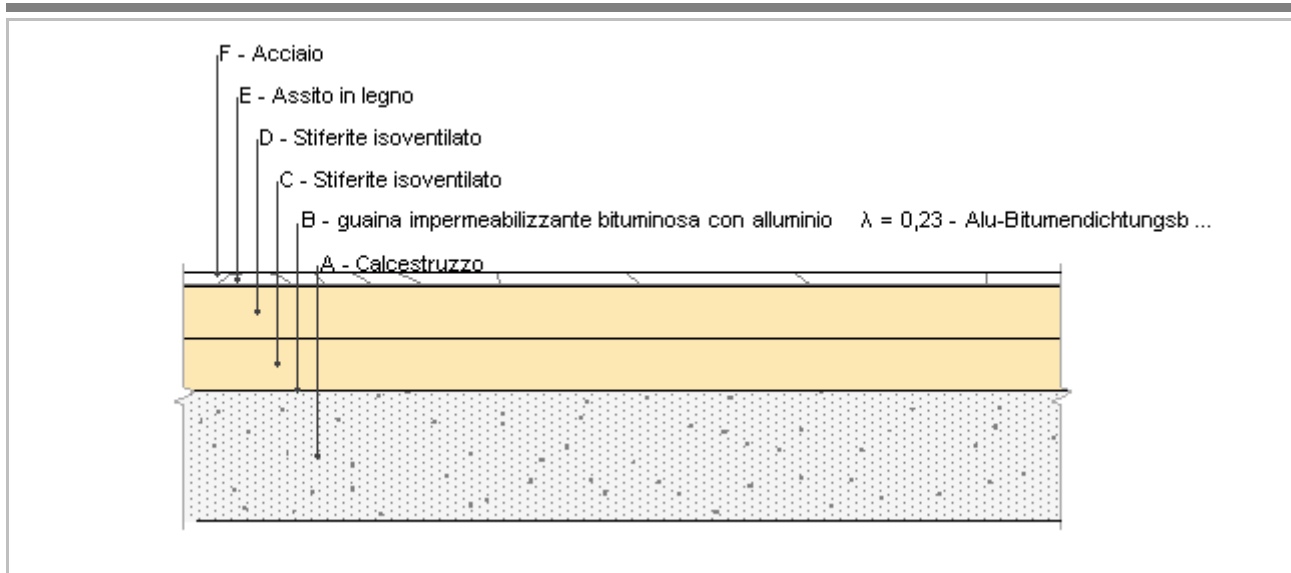 F - Acciaio
E - Assito in legno
D - Stiferite isoventilato
C - Stiferite isoventilato
B - guaina impermeabilizzante bituminosa con alluminio λ = 0,23 - Alu-Bitumendichtungsb ...
A - Calcestruzzo